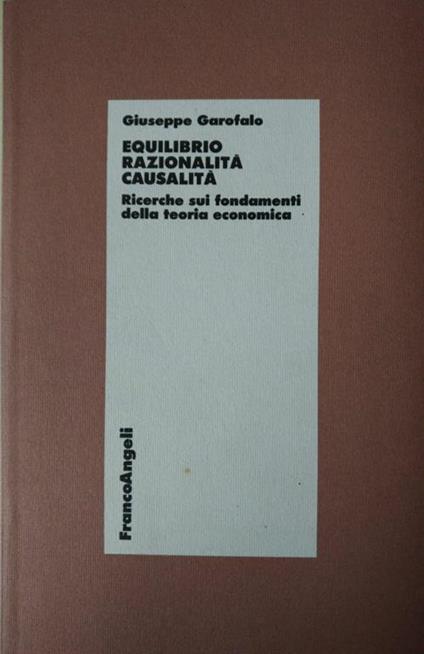 Giuseppe Garofalo
EQUILIBRIO
RAZIONALITÀ
CAUSALITÀ
Ricerche sui fondamenti
della teoria economica
FrancoAngeli